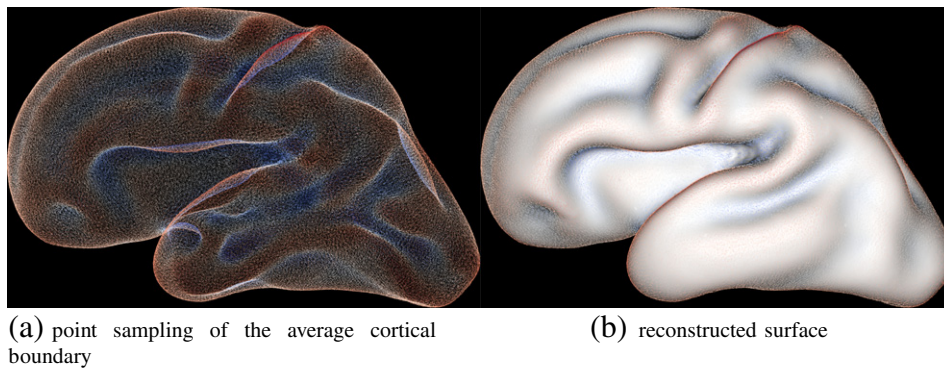 (a) point sampling of the average cortical
boundary
(b) reconstructed surface